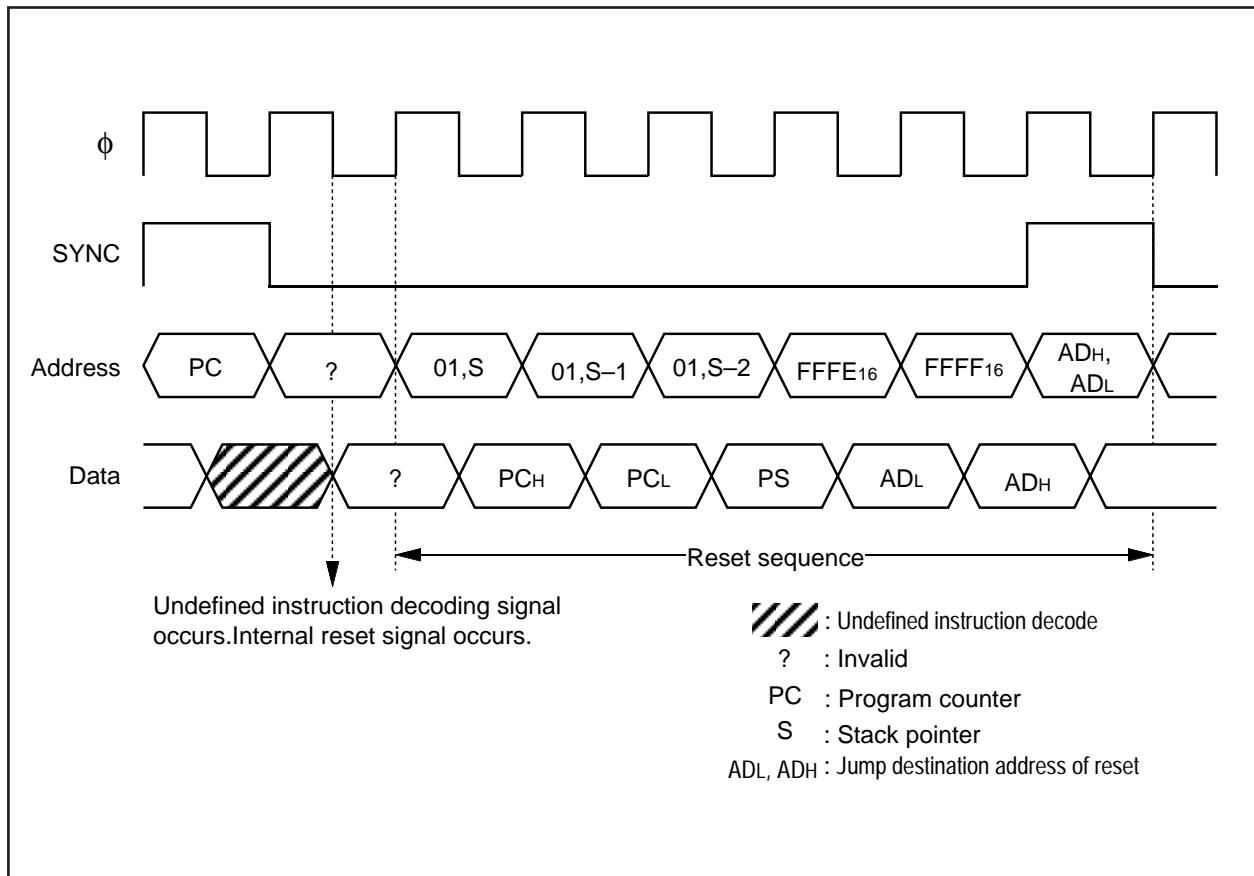 ϕ
SYNC
Address PC ? 01,S 01,S–1 01,S–2 FFFE16 FFFF16 ADH, ADL
Data ? PCH PCL PS ADL ADH
Reset sequence
Undefined instruction decoding signal
occurs.Internal reset signal occurs.
: Undefined instruction decode
? : Invalid
PC : Program counter
S : Stack pointer
ADL, ADH : Jump destination address of reset